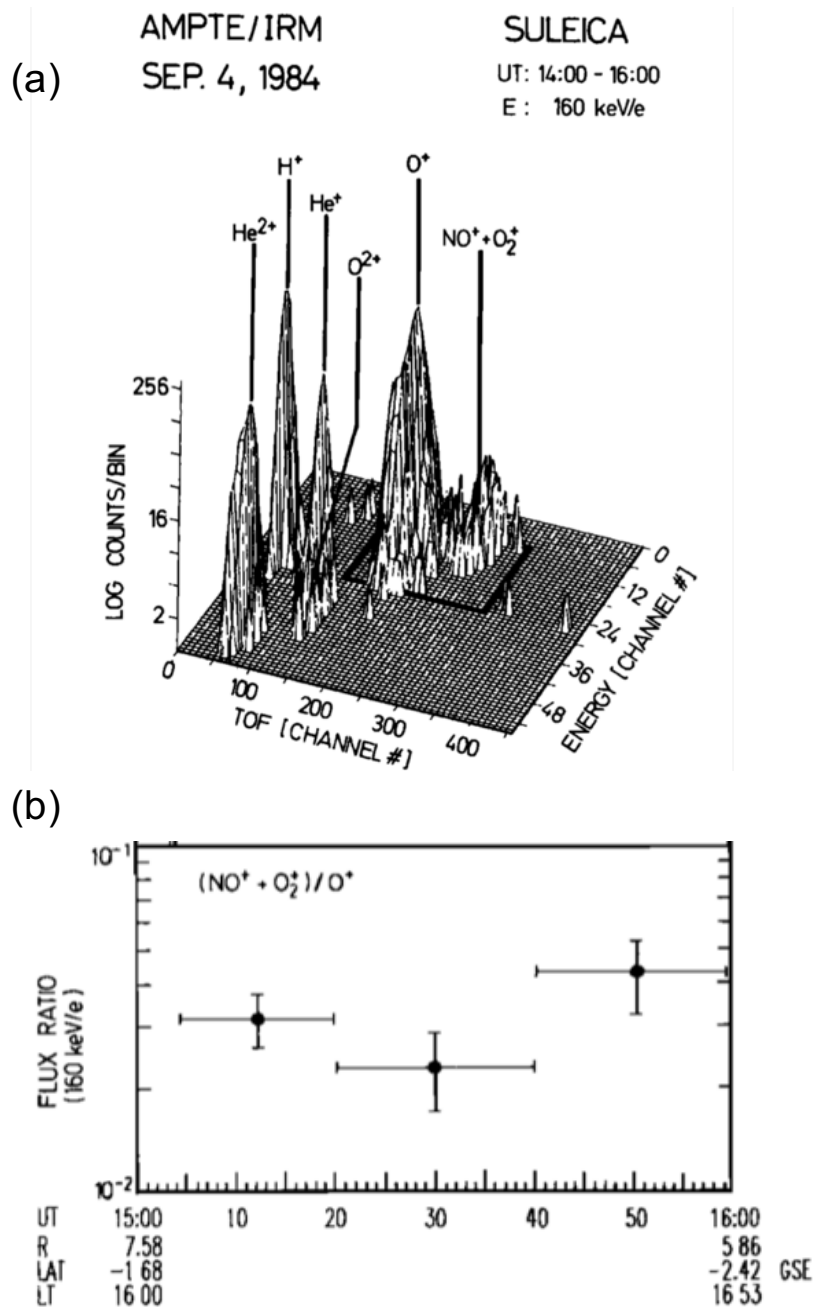 AMPTE/IRM SULEICA
(a) SEP. 4, 1984 UT: 14:00 - 16:00
E : 160 keV/e
H⁺ O⁺
He²⁺ He⁺ NO⁺+O₂⁺
O²⁺
256
16
2
LOG COUNTS/BIN
0 100 200 300 400
TOF [CHANNEL #]
0 12 24 36 48
ENERGY [CHANNEL #]
(b)
10⁻¹
(NO⁺ + O₂⁺)/O⁺
FLUX RATIO
(160 keV/e)
10⁻²
UT 15:00 10 20 30 40 50 16:00
R 7.58 5 86
LAT -1 68 -2.42 GSE
LT 16 00 16 53